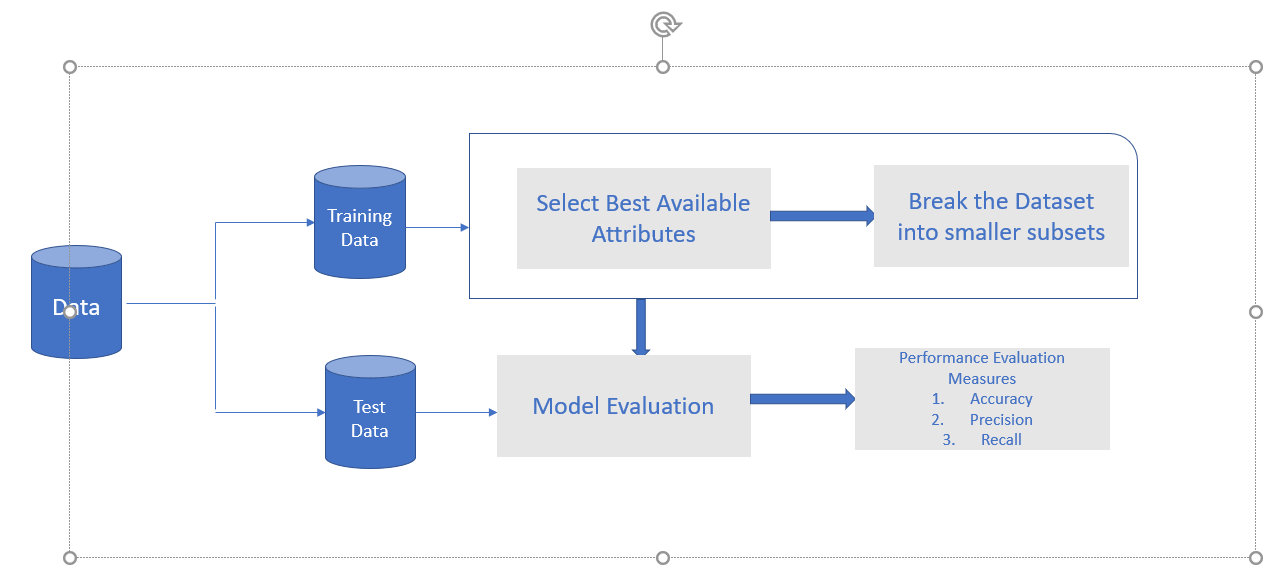 Data
Training
Data
Select Best Available
Attributes
Break the Dataset
into smaller subsets
Test
Data
Model Evaluation
Performance Evaluation
Measures
1. Accuracy
2. Precision
3. Recall